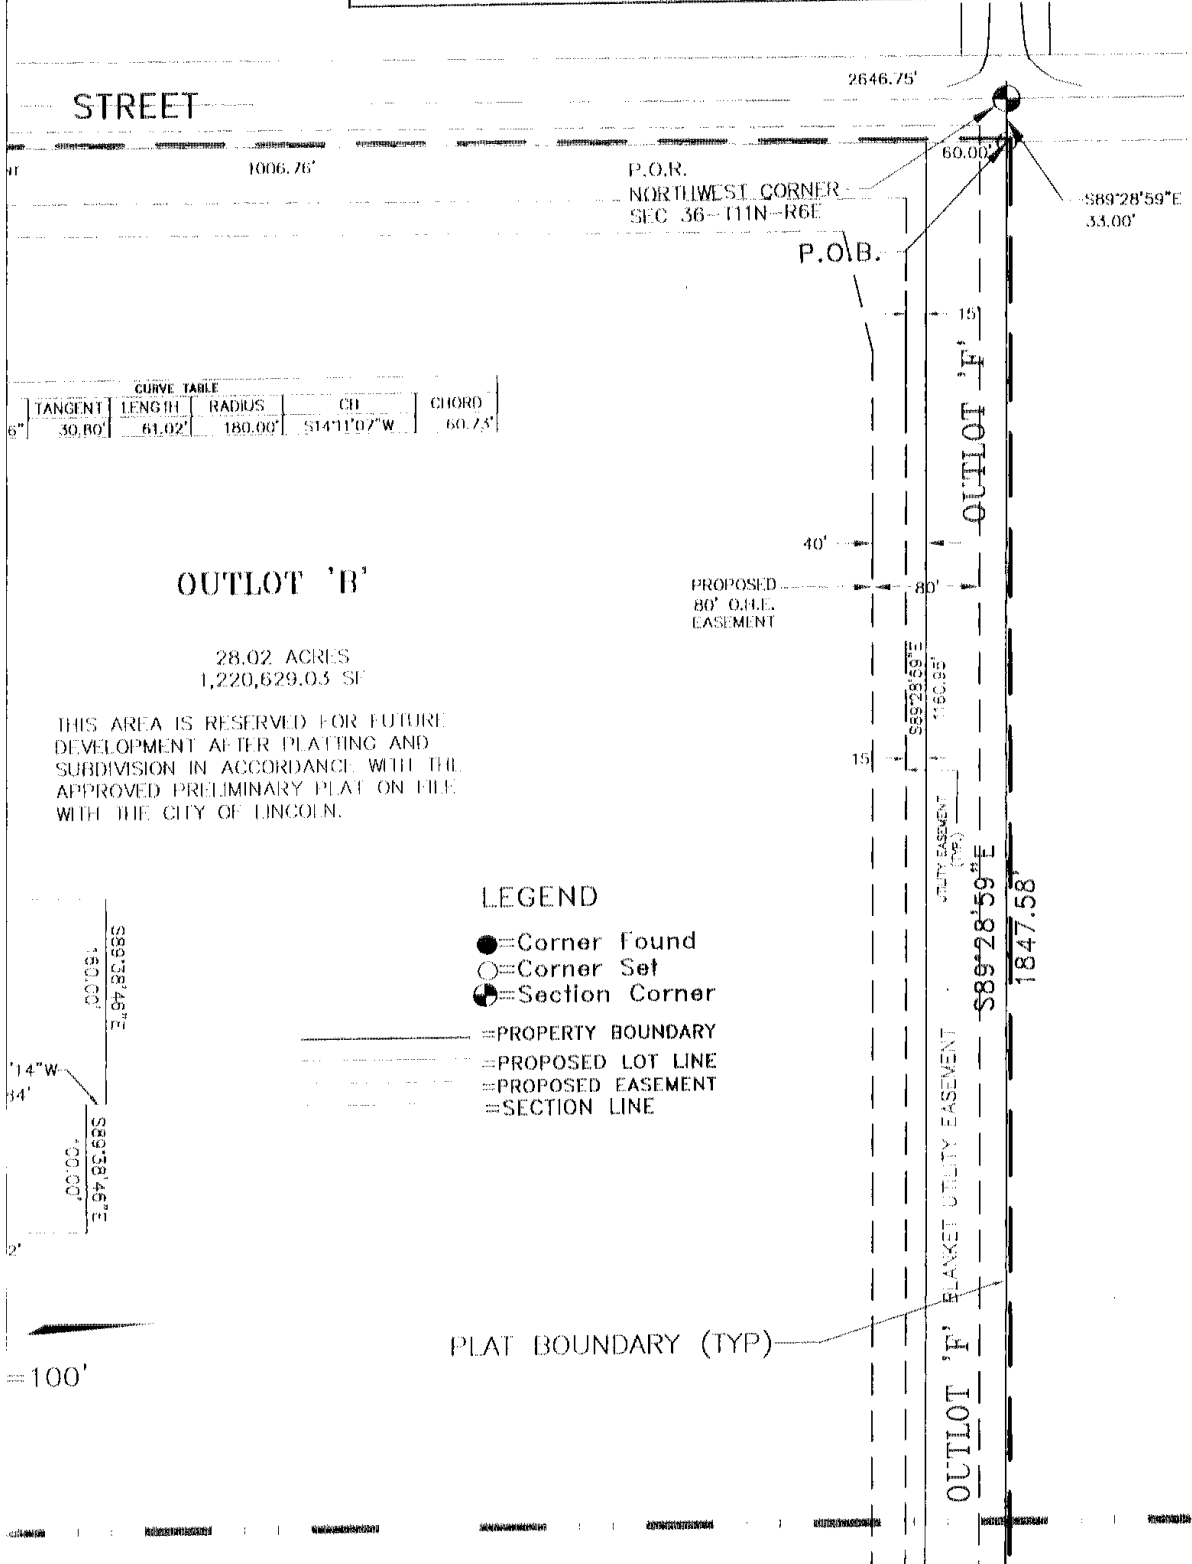 2646.75'
STREET
60.00'
1006.76'
P.O.R.
NORTHWEST CORNER
SEC 36-T11N-R6E
S89°28'59"E
33.00'
P.O.B.
15'
OUTLOT 'F'
CURVE TABLE
6" TANGENT LENGTH RADIUS CH CHORD
30.80' 61.02' 180.00' S14°11'07"W 60.73'
40'
OUTLOT 'B'
PROPOSED
80' O.H.E.
EASEMENT
80'
28.02 ACRES
1,220,629.03 SF
S89°28'59"E
1160.95'
THIS AREA IS RESERVED FOR FUTURE
DEVELOPMENT AFTER PLATTING AND
SUBDIVISION IN ACCORDANCE WITH THE
APPROVED PRELIMINARY PLAT ON FILE
WITH THE CITY OF LINCOLN.
15'
UTILITY EASEMENT
(TYP.)
S89°28'59"E
1847.58'
LEGEND
=Corner Found
=Corner Set
=Section Corner
=PROPERTY BOUNDARY
=PROPOSED LOT LINE
=PROPOSED EASEMENT
=SECTION LINE
S89°38'46"E
160.00'
'14"W
84'
S89°38'46"E
100.00'
2'
BLANKET UTILITY EASEMENT
OUTLOT 'F'
PLAT BOUNDARY (TYP)
=100'